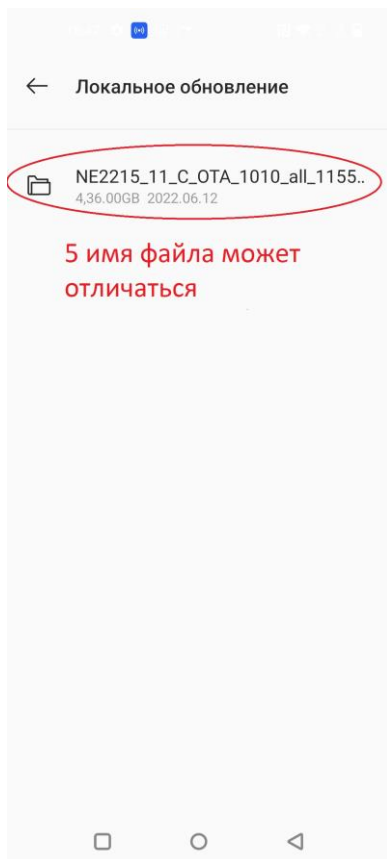 Локальное обновление
NE2215_11_C_OTA_1010_all_1155..
4,36.00GB 2022.06.12
5 имя файла может
отличаться